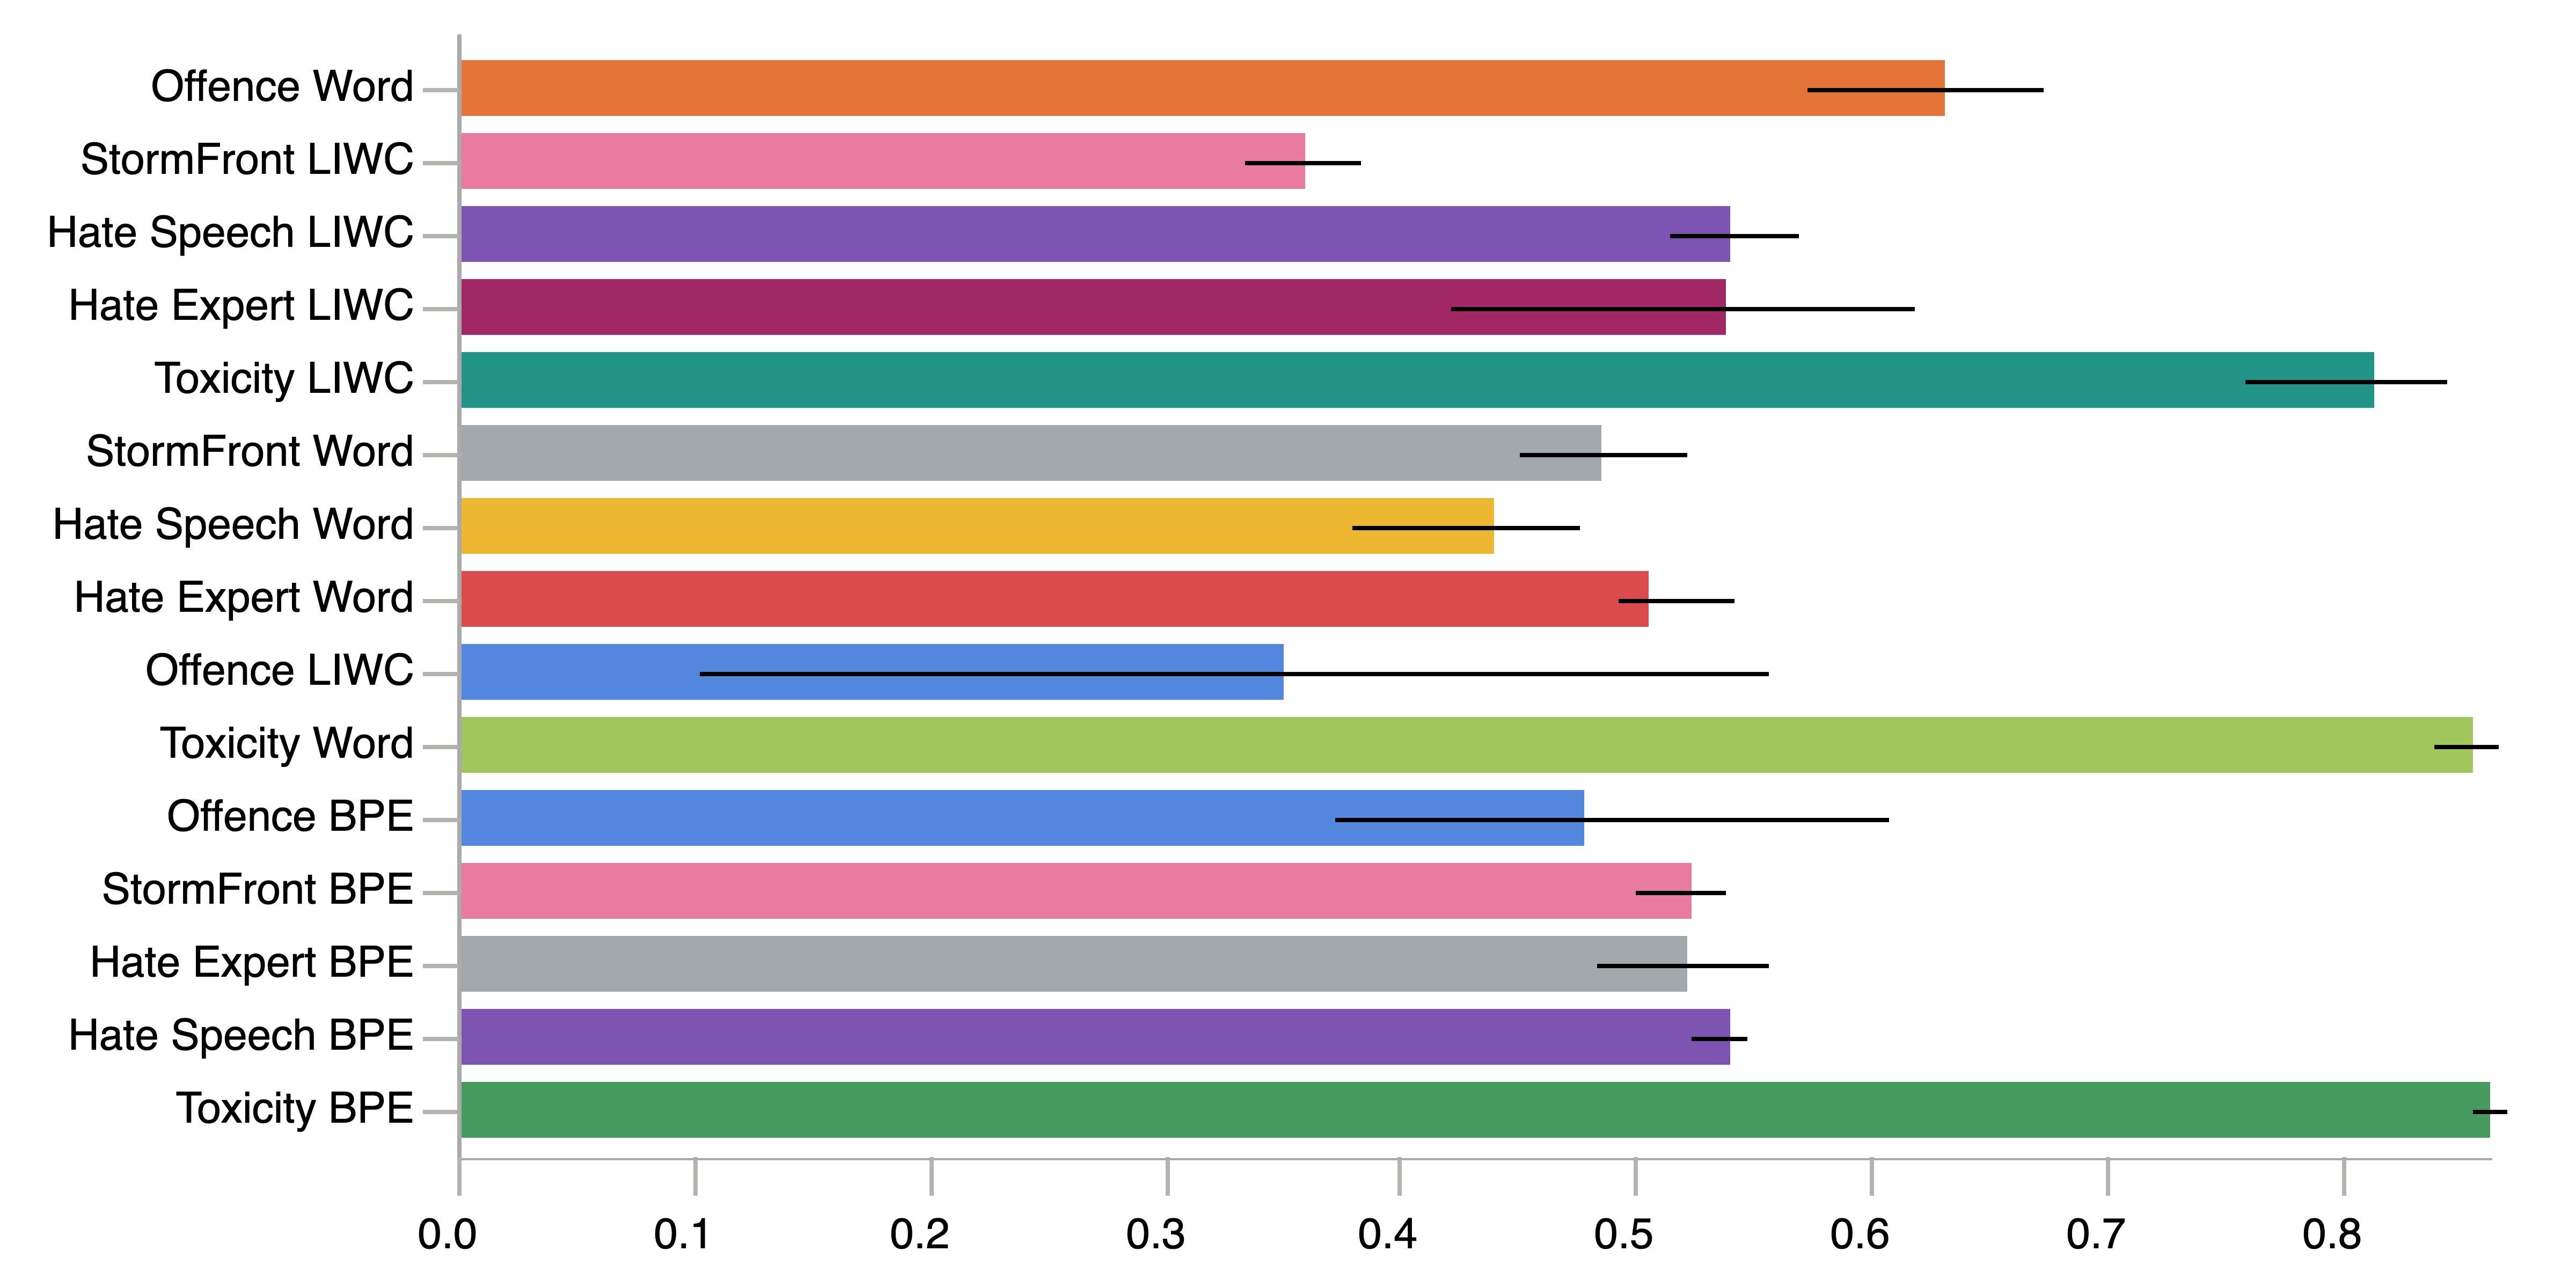 Offence Word
StormFront LIWC
Hate Speech LIWC
Hate Expert LIWC
Toxicity LIWC
StormFront Word
Hate Speech Word
Hate Expert Word
Offence LIWC
Toxicity Word
Offence BPE
StormFront BPE
Hate Expert BPE
Hate Speech BPE
Toxicity BPE
0.0 0.1 0.2 0.3 0.4 0.5 0.6 0.7 0.8